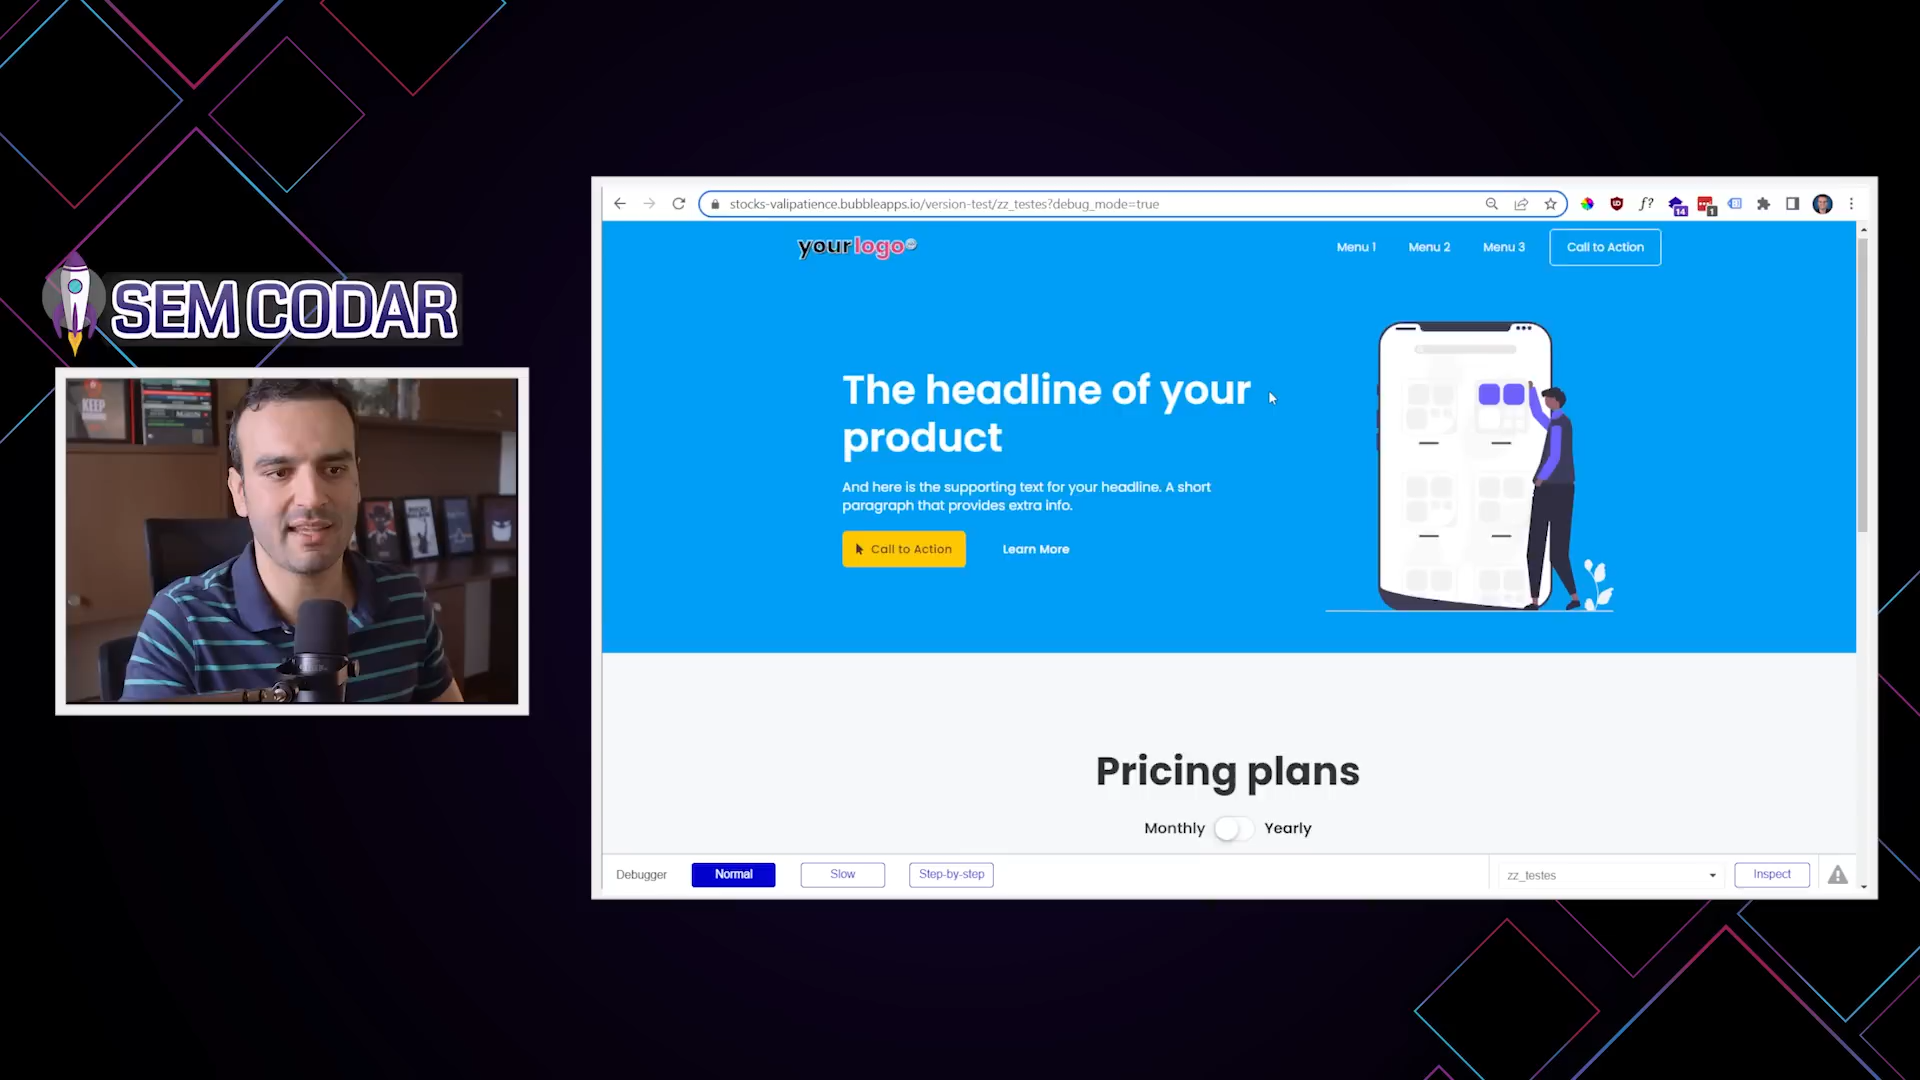 SEM CODAR
KEEP
stocks-valipatience.bubbleapps.io/version-test/zz_testes?debug_mode=true
f?
14
1
yourlogo
Menu 1
Menu 2
Menu 3
Call to Action
The headline of your
product
And here is the supporting text for your headline. A short
paragraph that provides extra info.
Call to Action
Learn More
Pricing plans
Monthly
Yearly
Debugger
Normal
Slow
Step-by-step
zz_testes
Inspect